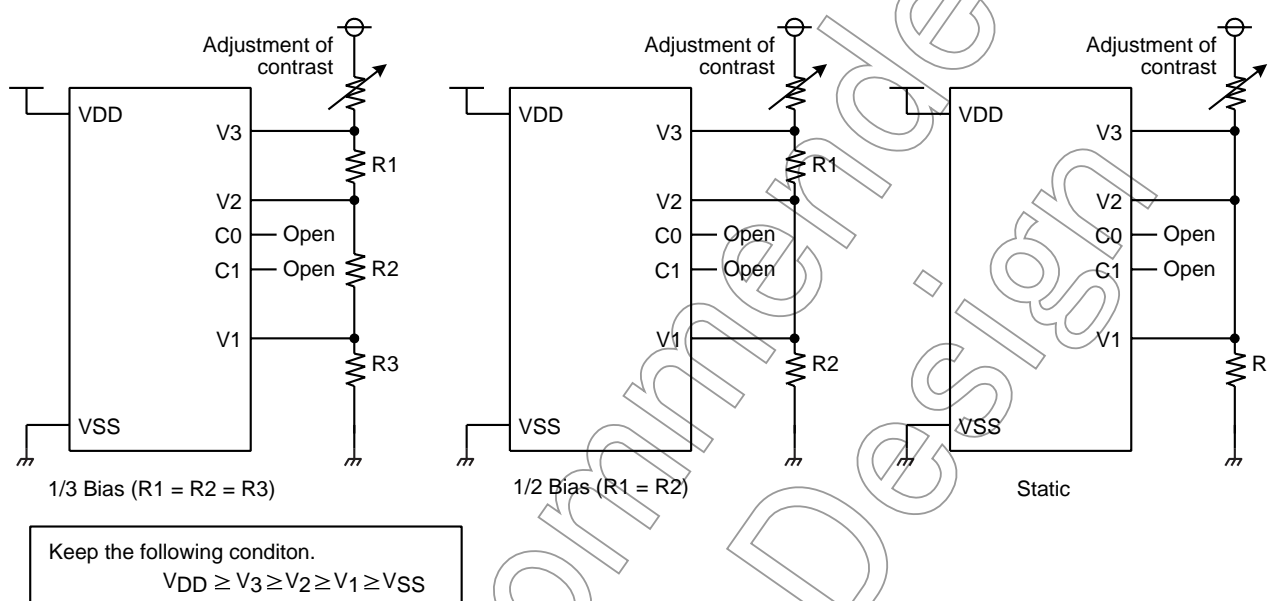 Adjustment of
contrast
VDD
V3
R1
V2
C0 Open
C1 Open
R2
V1
R3
VSS
1/3 Bias (R1 = R2 = R3)
Adjustment of
contrast
VDD
V3
R1
V2
C0 Open
C1 Open
V1
R2
VSS
1/2 Bias (R1 = R2)
Adjustment of
contrast
VDD
V3
V2
C0 Open
C1 Open
V1
R
VSS
Static
Keep the following conditon.
VDD ≥ V3 ≥ V2 ≥ V1 ≥ VSS
ommende
Design